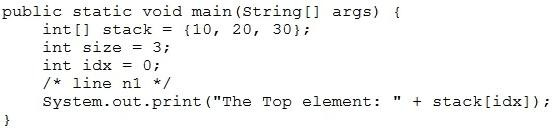 public static void main(String[] args) {
    int[] stack = {10, 20, 30};
    int size = 3;
    int idx = 0;
    /* line n1 */
    System.out.print("The Top element: " + stack[idx]);
}